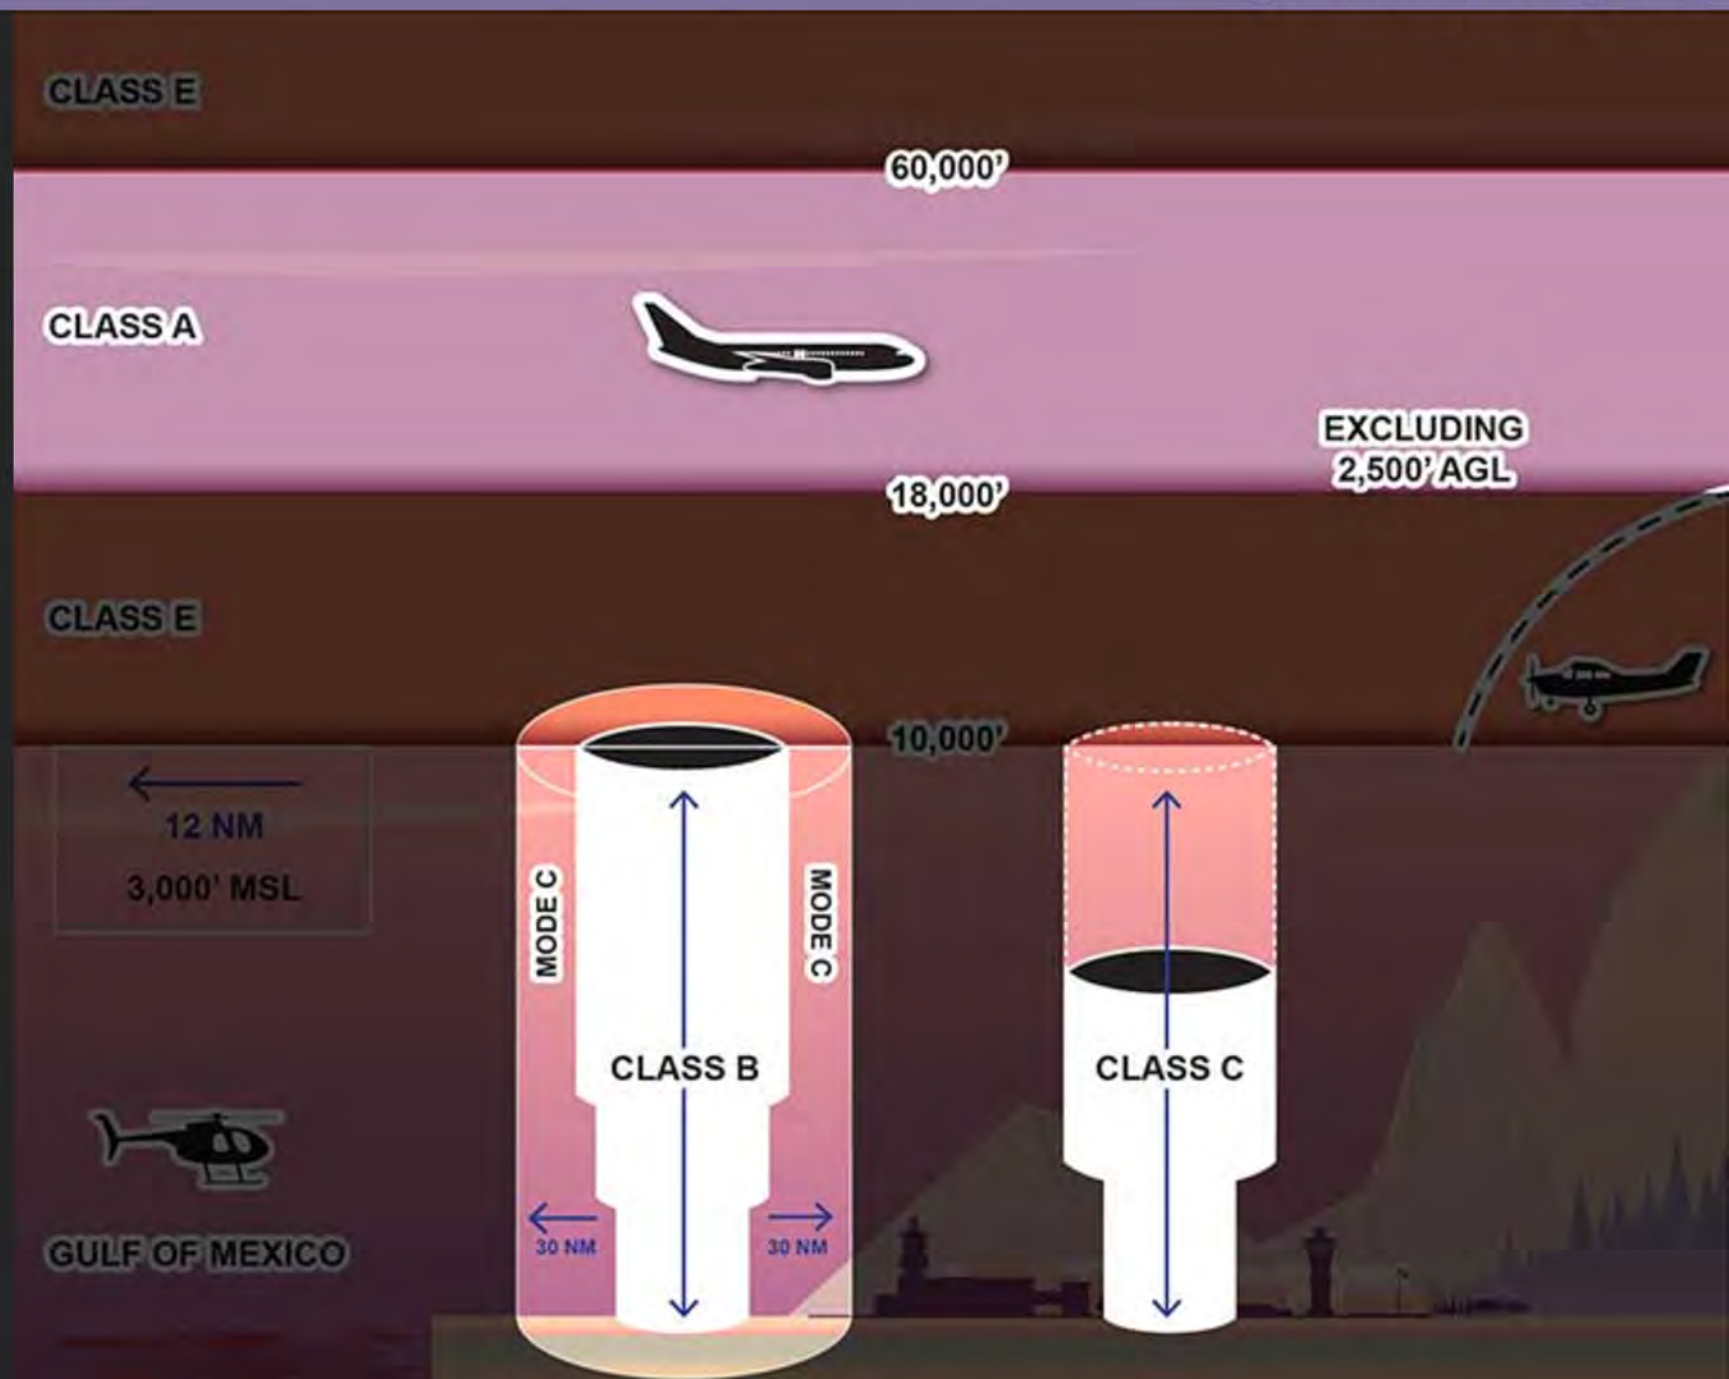 CLASS E
60,000’
CLASS A
EXCLUDING
2,500’ AGL
18,000’
CLASS E
10,000’
12 NM
3,000’ MSL
MODE C
MODE C
CLASS B
CLASS C
30 NM
30 NM
GULF OF MEXICO